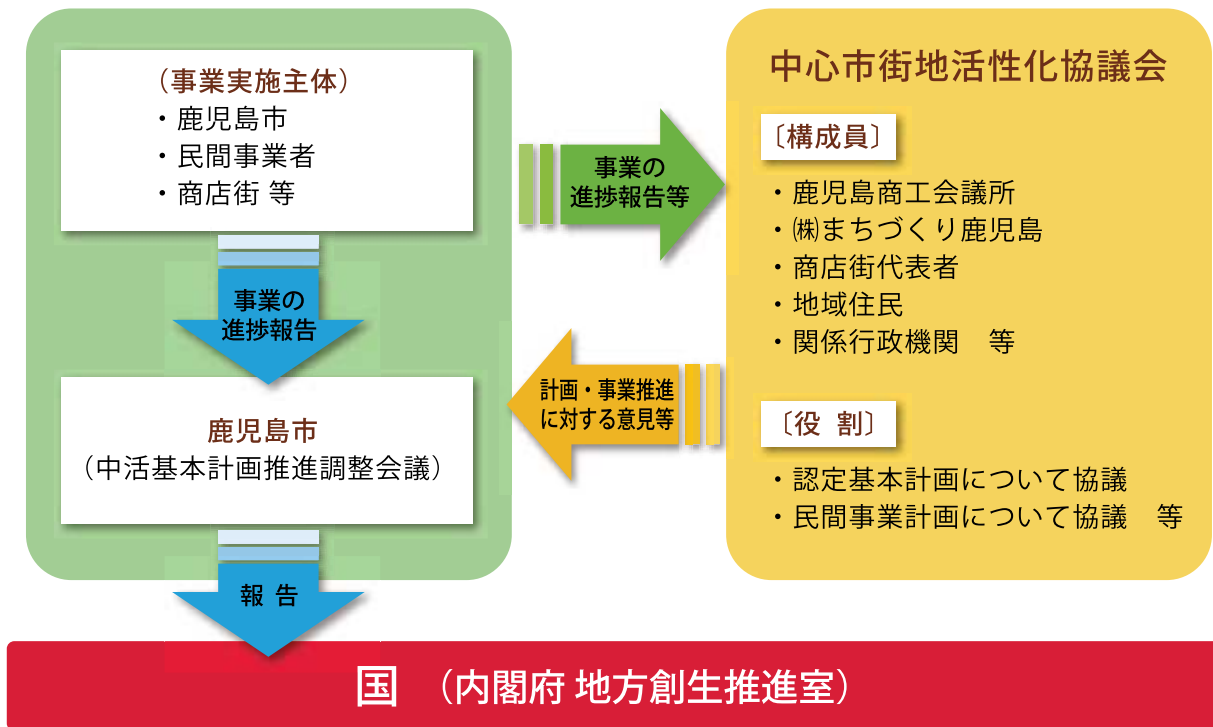 （事業実施主体）
・鹿児島市
・民間事業者
・商店街 等
事業の
進捗報告
鹿児島市
（中活基本計画推進調整会議）
報 告
事業の
進捗報告等
計画・事業推進
に対する意見等
中心市街地活性化協議会
〔構成員〕
・鹿児島商工会議所
・㈱まちづくり鹿児島
・商店街代表者
・地域住民
・関係行政機関　等
〔役 割〕
・認定基本計画について協議
・民間事業計画について協議　等
国 （内閣府 地方創生推進室）